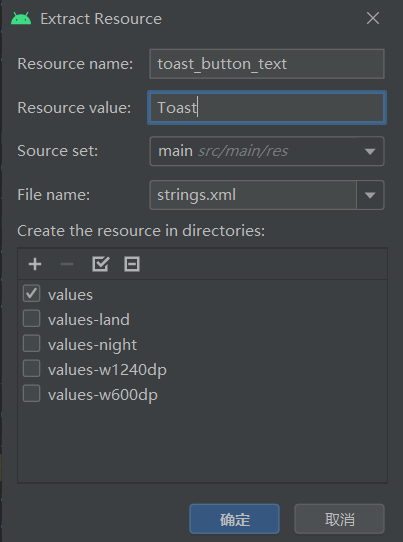 Extract Resource
Resource name: toast_button_text
Resource value: Toast
Source set: main src/main/res
File name: strings.xml
Create the resource in directories:
values
values-land
values-night
values-w1240dp
values-w600dp
确定 取消